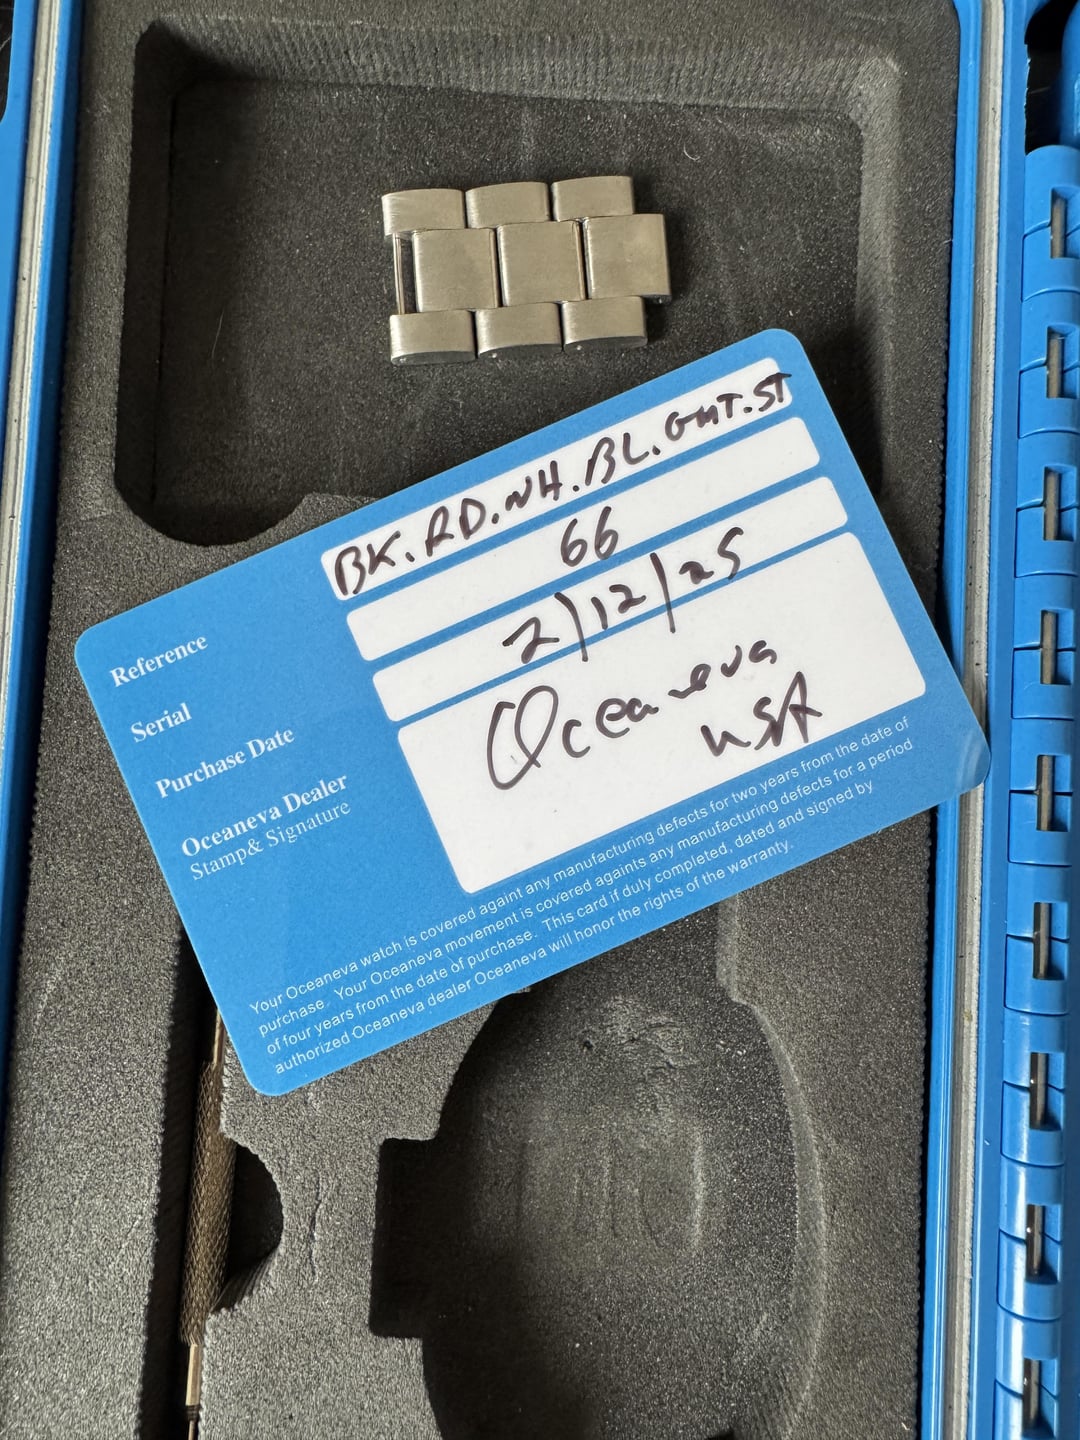 Reference BK.RD.NH.BL.GMT.ST
Serial 66
Purchase Date 2/12/25
Oceaneva Dealer Oceaneva
Stamp& Signature USA
Your Oceaneva watch is covered againt any manufacturing defects for two years from the date of
purchase. Your Oceaneva movement is covered againts any manufacturing defects for a period
of four years from the date of purchase. This card if duly completed, dated and signed by
authorized Oceaneva dealer Oceaneva will honor the rights of the warranty.